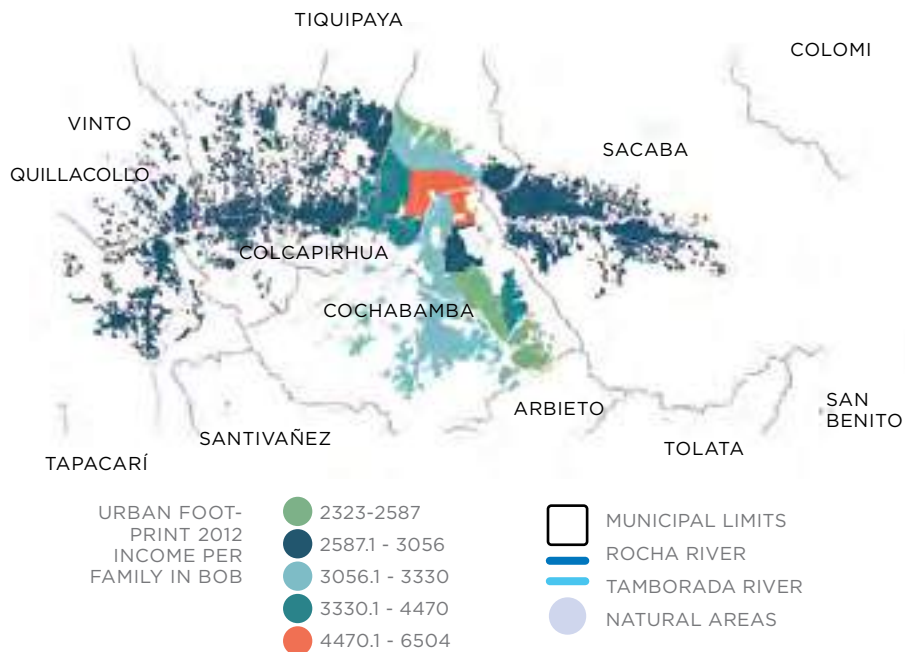 TIQUIPAYA
COLOMI
VINTO
SACABA
QUILLACOLLO
COLCAPIRHUA
COCHABAMBA
ARBIETO
SAN
BENITO
SANTIVAÑEZ
TOLATA
TAPACARÍ
URBAN FOOT-
PRINT 2012
INCOME PER
FAMILY IN BOB
2323-2587
2587.1 - 3056
3056.1 - 3330
3330.1 - 4470
4470.1 - 6504
MUNICIPAL LIMITS
ROCHA RIVER
TAMBORADA RIVER
NATURAL AREAS